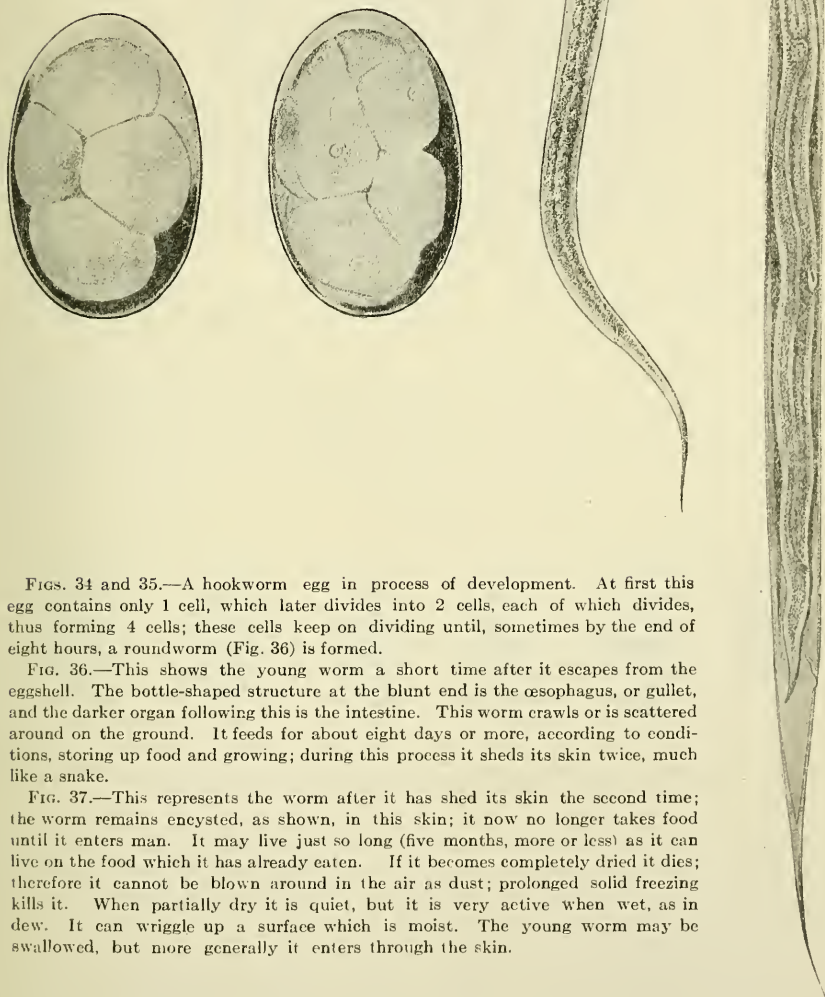 FIGS. 34 and 35.—A hookworm egg in process of development. At first this
egg contains only 1 cell, which later divides into 2 cells, each of which divides,
thus forming 4 cells; these cells keep on dividing until, sometimes by the end of
eight hours, a roundworm (Fig. 36) is formed.
FIG. 36.—This shows the young worm a short time after it escapes from the
eggshell. The bottle-shaped structure at the blunt end is the œsophagus, or gullet,
and the darker organ following this is the intestine. This worm crawls or is scattered
around on the ground. It feeds for about eight days or more, according to condi-
tions, storing up food and growing; during this process it sheds its skin twice, much
like a snake.
FIG. 37.—This represents the worm after it has shed its skin the second time;
the worm remains encysted, as shown, in this skin; it now no longer takes food
until it enters man. It may live just so long (five months, more or less) as it can
live on the food which it has already eaten. If it becomes completely dried it dies;
therefore it cannot be blown around in the air as dust; prolonged solid freezing
kills it. When partially dry it is quiet, but it is very active when wet, as in
dew. It can wriggle up a surface which is moist. The young worm may be
swallowed, but more generally it enters through the skin.